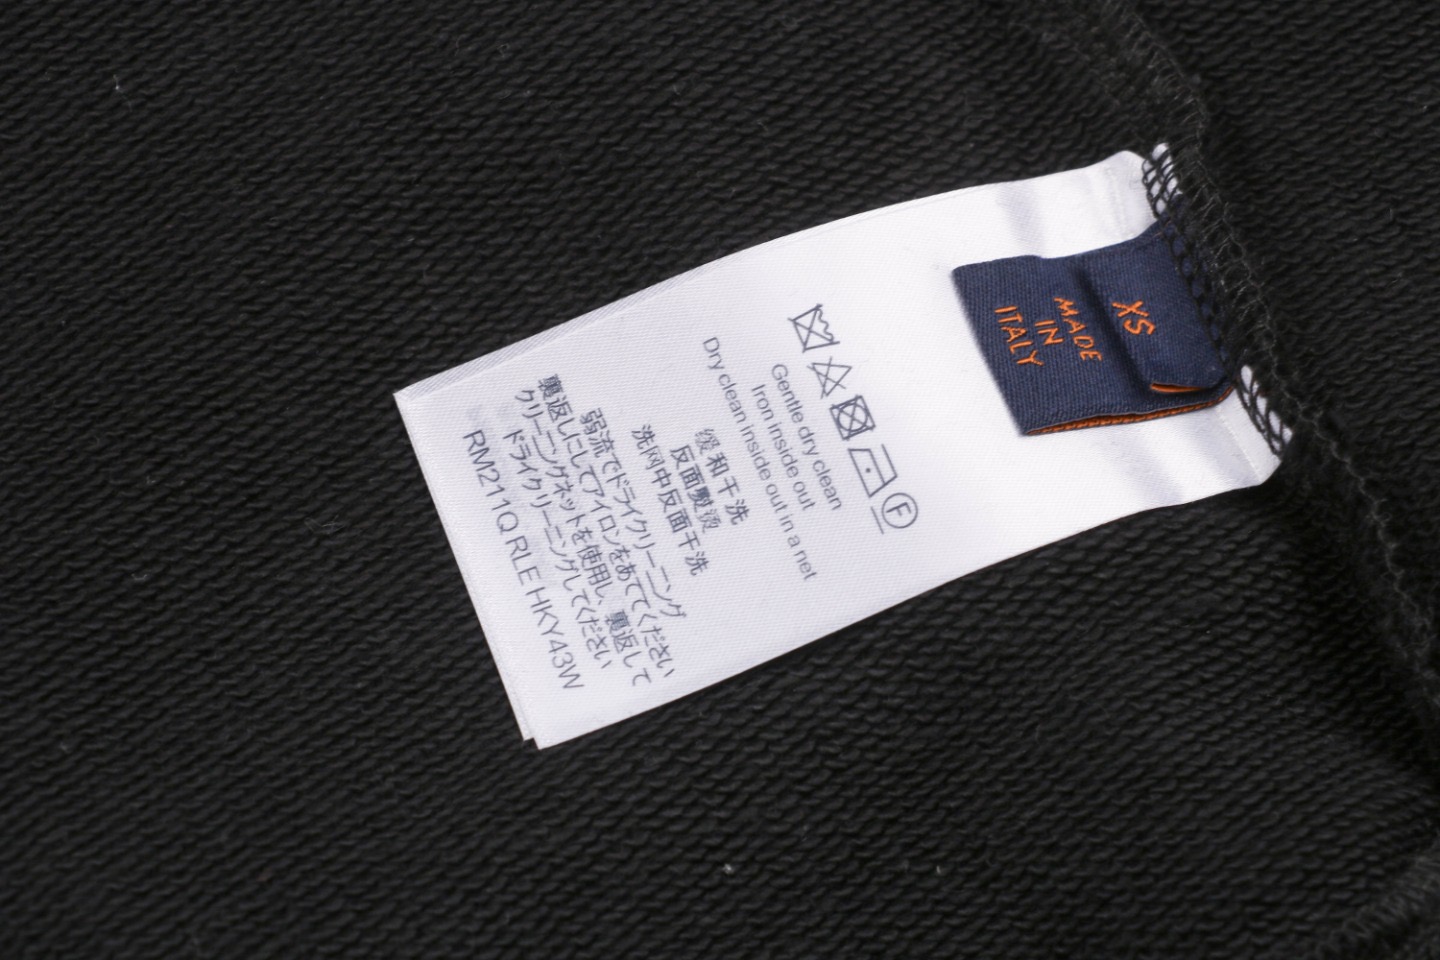 XS
MADE
IN
ITALY
F
Gentle dry clean
Iron inside out
Dry clean inside out in a net
缓和干洗
反面熨烫
洗网中反面干洗
弱流でドライクリーニング
裏返しにしてアイロンをあててください
クリーニングネットを使用し、裏返して
ドライクリーニングしてください
RM211Q RLE HKY43W